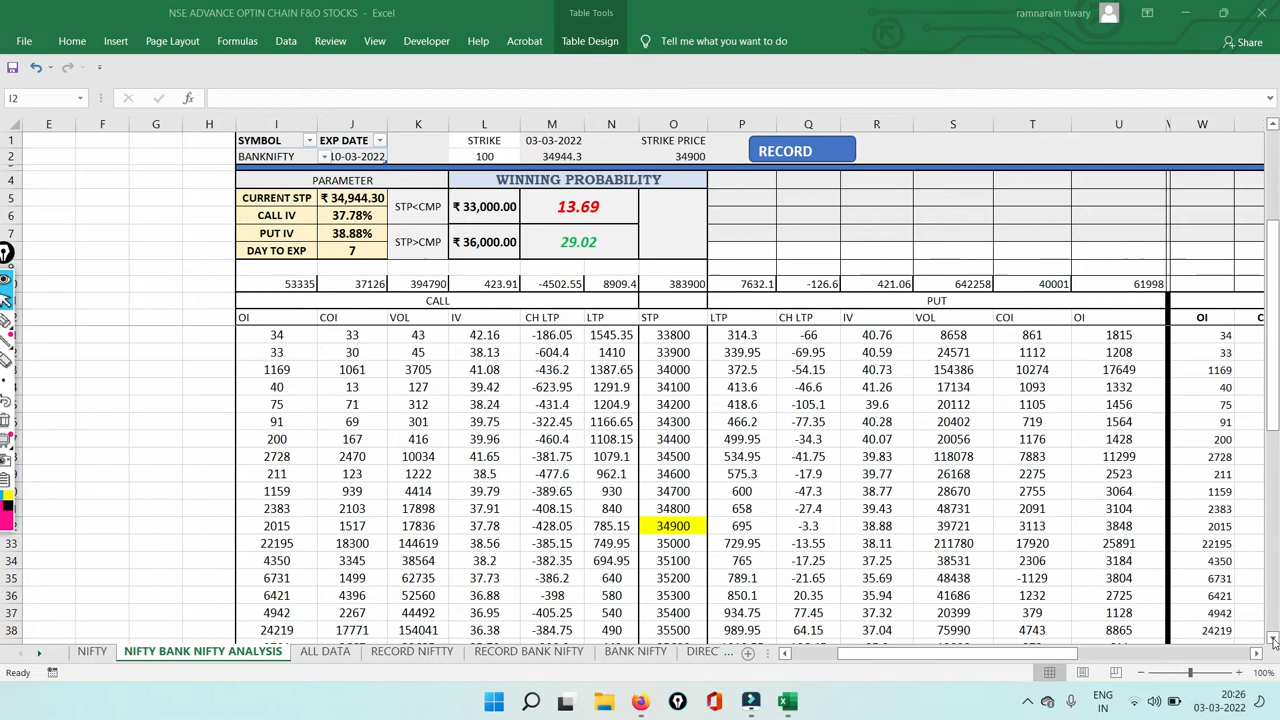 NSE ADVANCE OPTIN CHAIN F&O STOCKS - Excel Table Tools ramnarain tiwary
File Home Insert Page Layout Formulas Data Review View Developer Help Acrobat Table Design Tell me what you want to do Share
I2 fx
E F G H I J K L M N O P Q R S T U V W
1 SYMBOL EXP DATE STRIKE 03-03-2022 STRIKE PRICE RECORD
2 BANKNIFTY 10-03-2022 100 34944.3 34900
4 PARAMETER WINNING PROBABILITY
5 CURRENT STP ₹ 34,944.30 STP<CMP ₹ 33,000.00 13.69
6 CALL IV 37.78%
7 PUT IV 38.88% STP>CMP ₹ 36,000.00 29.02
DAY TO EXP 7
53335 37126 394790 423.91 -4502.55 8909.4 383900 7632.1 -126.6 421.06 642258 40001 61998
CALL PUT
OI COI VOL IV CH LTP LTP STP LTP CH LTP IV VOL COI OI OI
34 33 43 42.16 -186.05 1545.35 33800 314.3 -66 40.76 8658 861 1815 34
33 30 45 38.13 -604.4 1410 33900 339.95 -69.95 40.59 24571 1112 1208 33
1169 1061 3705 41.08 -436.2 1387.65 34000 372.5 -54.15 40.73 154386 10274 17649 1169
40 13 127 39.42 -623.95 1291.9 34100 413.6 -46.6 41.26 17134 1093 1332 40
75 71 312 38.24 -431.4 1204.9 34200 418.6 -105.1 39.6 20112 1105 1456 75
91 69 301 39.75 -322.45 1166.65 34300 466.2 -77.35 40.28 20402 719 1564 91
200 167 416 39.96 -460.4 1108.15 34400 499.95 -34.3 40.07 20056 1176 1428 200
2728 2470 10034 41.65 -381.75 1079.1 34500 534.95 -41.75 39.83 118078 7883 11299 2728
211 123 1222 38.5 -477.6 962.1 34600 575.3 -17.9 39.77 26168 2275 2523 211
1159 939 4414 39.79 -389.65 930 34700 600 -47.3 38.77 28670 2755 3064 1159
2383 2103 17898 37.91 -408.15 840 34800 658 -27.4 39.43 48731 2091 3104 2383
2015 1517 17836 37.78 -428.05 785.15 34900 695 -3.3 38.88 39721 3113 3848 2015
33 22195 18300 144619 38.56 -385.15 749.95 35000 729.95 -13.55 38.11 211780 17920 25891 22195
34 4350 3345 38564 38.2 -382.35 694.95 35100 765 -17.25 37.25 38531 2306 3184 4350
35 6731 1499 62735 37.73 -386.2 640 35200 789.1 -21.65 35.69 48438 -1129 3804 6731
36 6421 4396 52560 36.88 -398 580 35300 850.1 20.35 35.94 41686 1232 2725 6421
37 4942 2267 44492 36.95 -405.25 540 35400 934.75 77.45 37.32 20399 379 1128 4942
38 24219 17771 154041 36.38 -384.75 490 35500 989.95 64.15 37.04 75990 4743 8865 24219
NIFTY NIFTY BANK NIFTY ANALYSIS ALL DATA RECORD NIFTTY RECORD BANK NIFTY BANK NIFTY DIREC ...
Ready 100%
ENG 20:26
IN 03-03-2022